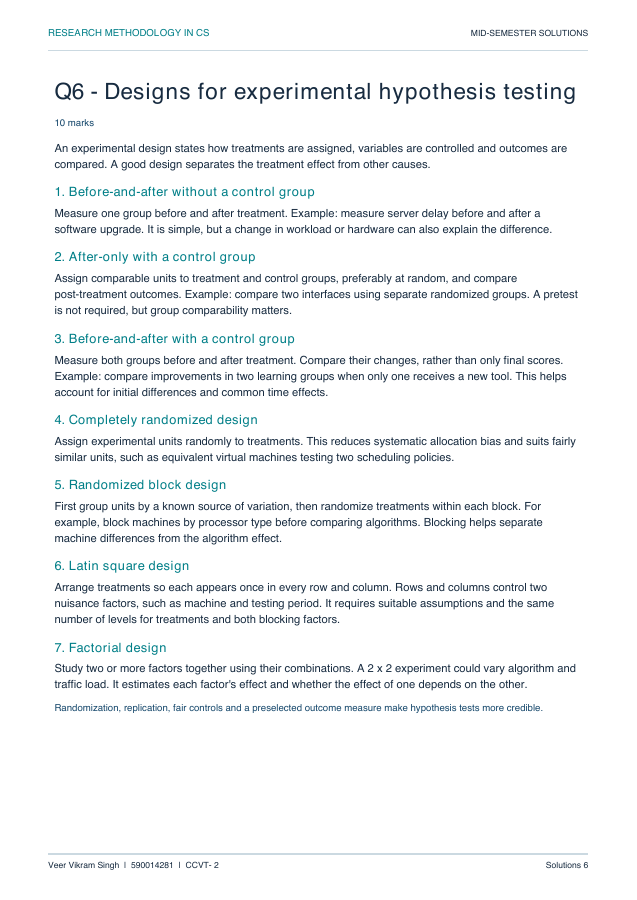 RESEARCH METHODOLOGY IN CS
MID-SEMESTER SOLUTIONS
Q6 - Designs for experimental hypothesis testing
10 marks
An experimental design states how treatments are assigned, variables are controlled and outcomes are
compared. A good design separates the treatment effect from other causes.
1. Before-and-after without a control group
Measure one group before and after treatment. Example: measure server delay before and after a
software upgrade. It is simple, but a change in workload or hardware can also explain the difference.
2. After-only with a control group
Assign comparable units to treatment and control groups, preferably at random, and compare
post-treatment outcomes. Example: compare two interfaces using separate randomized groups. A pretest
is not required, but group comparability matters.
3. Before-and-after with a control group
Measure both groups before and after treatment. Compare their changes, rather than only final scores.
Example: compare improvements in two learning groups when only one receives a new tool. This helps
account for initial differences and common time effects.
4. Completely randomized design
Assign experimental units randomly to treatments. This reduces systematic allocation bias and suits fairly
similar units, such as equivalent virtual machines testing two scheduling policies.
5. Randomized block design
First group units by a known source of variation, then randomize treatments within each block. For
example, block machines by processor type before comparing algorithms. Blocking helps separate
machine differences from the algorithm effect.
6. Latin square design
Arrange treatments so each appears once in every row and column. Rows and columns control two
nuisance factors, such as machine and testing period. It requires suitable assumptions and the same
number of levels for treatments and both blocking factors.
7. Factorial design
Study two or more factors together using their combinations. A 2 x 2 experiment could vary algorithm and
traffic load. It estimates each factor's effect and whether the effect of one depends on the other.
Randomization, replication, fair controls and a preselected outcome measure make hypothesis tests more credible.
Veer Vikram Singh | 590014281 | CCVT- 2
Solutions 6